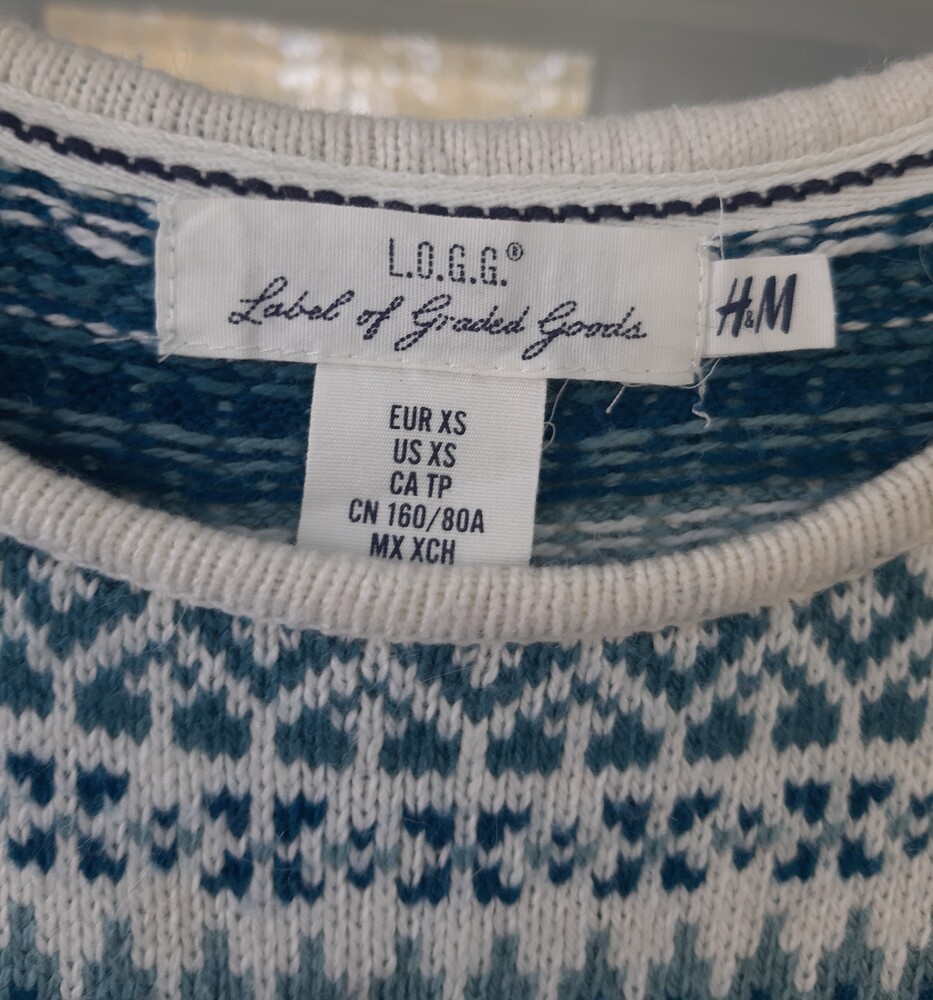 L.O.G.G.®
Label of Graded Goods
H&M
EUR XS
US XS
CA TP
CN 160/80A
MX XCH